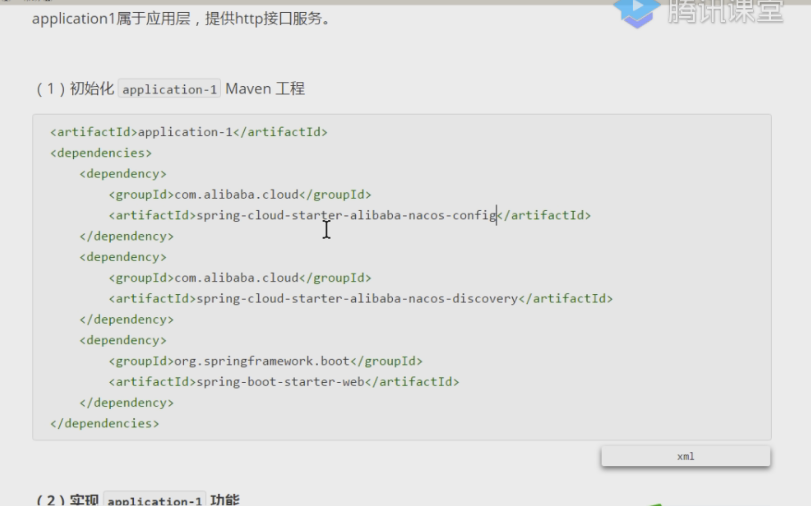 腾讯课堂
application1属于应用层，提供http接口服务。
（1）初始化 application-1 Maven 工程
<artifactId>application-1</artifactId>
<dependencies>
<dependency>
<groupId>com.alibaba.cloud</groupId>
<artifactId>spring-cloud-starter-alibaba-nacos-config</artifactId>
</dependency>
<dependency>
<groupId>com.alibaba.cloud</groupId>
<artifactId>spring-cloud-starter-alibaba-nacos-discovery</artifactId>
</dependency>
<dependency>
<groupId>org.springframework.boot</groupId>
<artifactId>spring-boot-starter-web</artifactId>
</dependency>
</dependencies>
xml
（2）实现 application-1 功能